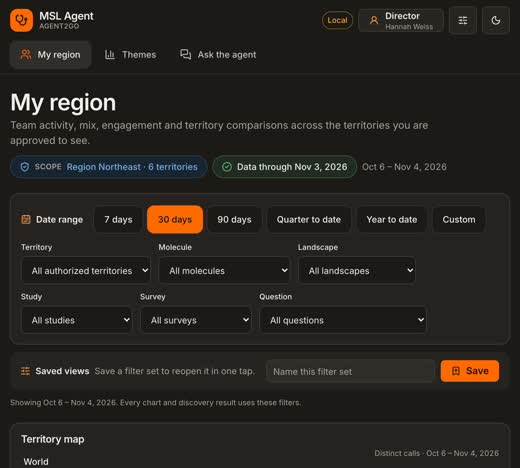 MSL Agent
AGENT2GO
Local
Director
Hannah Weiss
My region
Themes
Ask the agent
My region
Team activity, mix, engagement and territory comparisons across the territories you are
approved to see.
SCOPE Region Northeast · 6 territories
Data through Nov 3, 2026
Oct 6 – Nov 4, 2026
Date range
7 days
30 days
90 days
Quarter to date
Year to date
Custom
Territory
Molecule
Landscape
All authorized territories
All molecules
All landscapes
Study
Survey
Question
All studies
All surveys
All questions
Saved views Save a filter set to reopen it in one tap.
Name this filter set
Save
Showing Oct 6 – Nov 4, 2026. Every chart and discovery result uses these filters.
Territory map
Distinct calls · Oct 6 – Nov 4, 2026
World